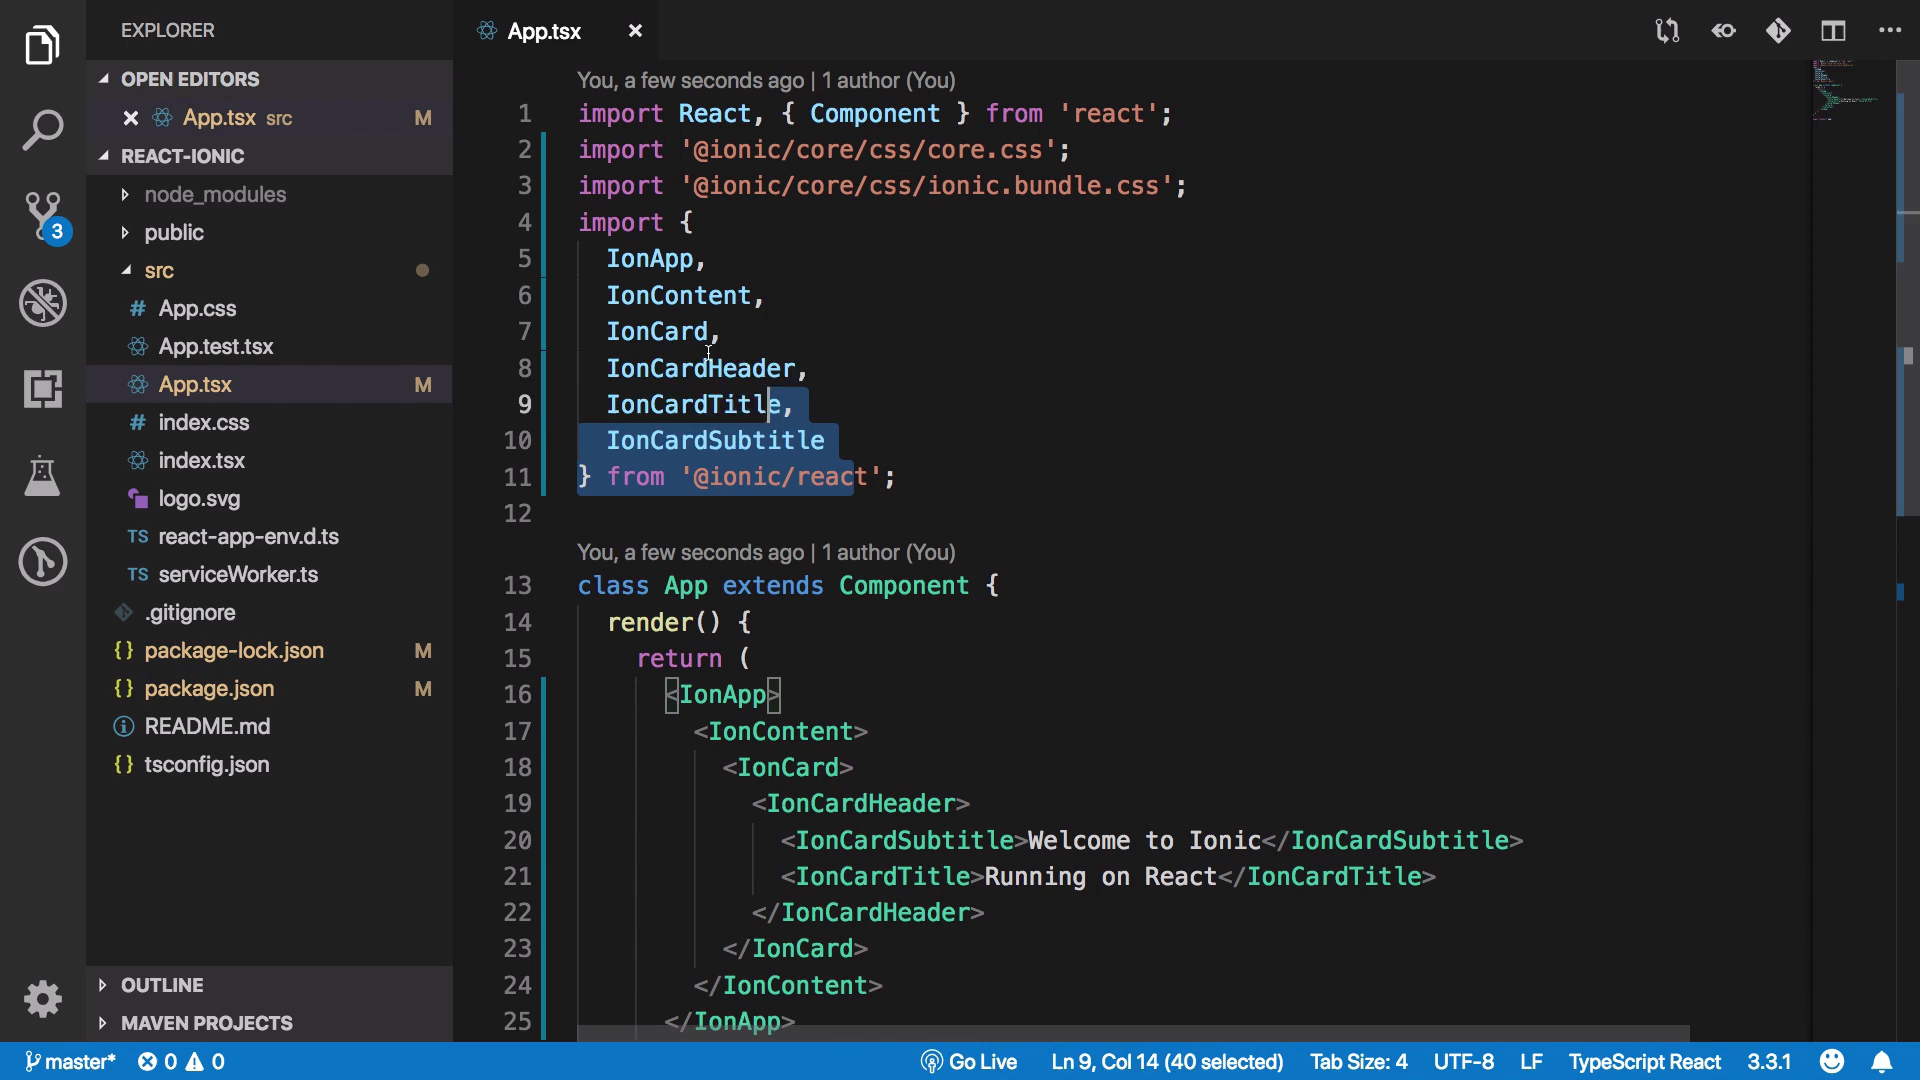 EXPLORER
OPEN EDITORS
App.tsx src M
REACT-IONIC
node_modules
public
src
# App.css
App.test.tsx
App.tsx M
# index.css
index.tsx
logo.svg
TS react-app-env.d.ts
TS serviceWorker.ts
.gitignore
{} package-lock.json M
{} package.json M
README.md
{} tsconfig.json
OUTLINE
MAVEN PROJECTS
3
App.tsx
You, a few seconds ago | 1 author (You)
1 import React, { Component } from 'react';
2 import '@ionic/core/css/core.css';
3 import '@ionic/core/css/ionic.bundle.css';
4 import {
5 IonApp,
6 IonContent,
7 IonCard,
8 IonCardHeader,
9 IonCardTitle,
10 IonCardSubtitle
11 } from '@ionic/react';
12
You, a few seconds ago | 1 author (You)
13 class App extends Component {
14 render() {
15 return (
16 <IonApp>
17 <IonContent>
18 <IonCard>
19 <IonCardHeader>
20 <IonCardSubtitle>Welcome to Ionic</IonCardSubtitle>
21 <IonCardTitle>Running on React</IonCardTitle>
22 </IonCardHeader>
23 </IonCard>
24 </IonContent>
25 </IonApp>
master* 0 0 Go Live Ln 9, Col 14 (40 selected) Tab Size: 4 UTF-8 LF TypeScript React 3.3.1